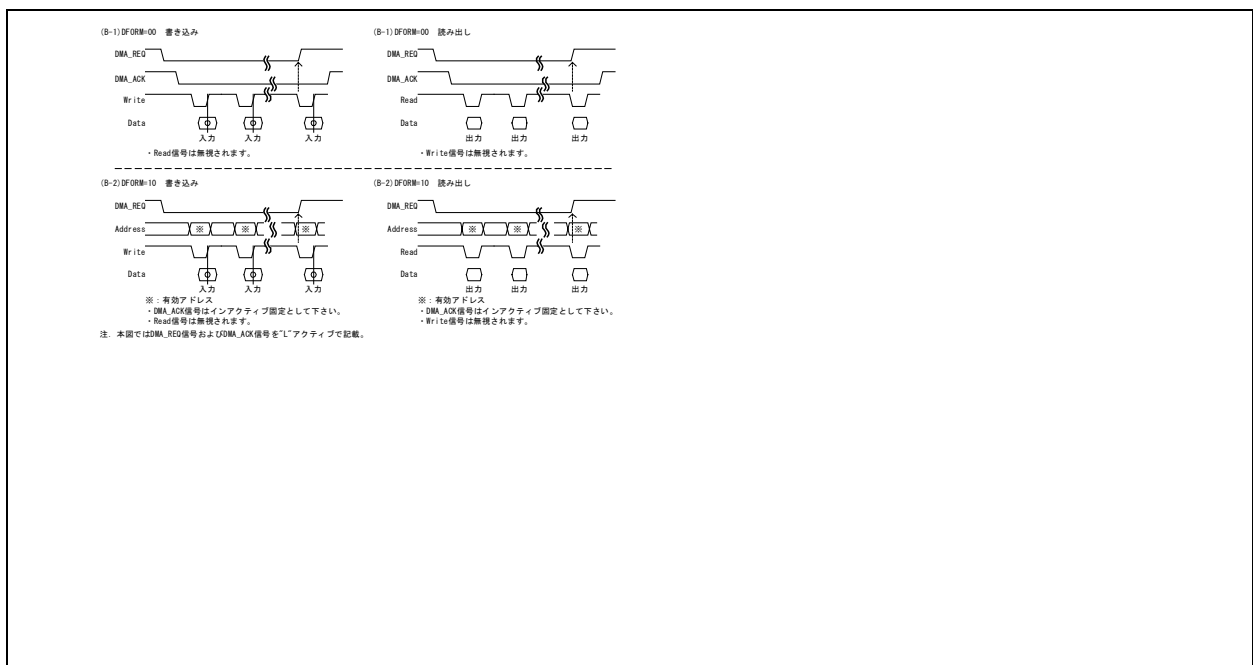 (B-1)DFORM=00 書き込み
DMA_REQ
DMA_ACK
Write
Data
入力 入力 入力
・Read信号は無視されます。
(B-1)DFORM=00 読み出し
DMA_REQ
DMA_ACK
Read
Data
出力 出力 出力
・Write信号は無視されます。
(B-2)DFORM=10 書き込み
DMA_REQ
Address ※ ※ ※
Write
Data
入力 入力 入力
※：有効アドレス
・DMA_ACK信号はインアクティブ固定として下さい。
・Read信号は無視されます。
(B-2)DFORM=10 読み出し
DMA_REQ
Address ※ ※ ※
Read
Data
出力 出力 出力
※：有効アドレス
・DMA_ACK信号はインアクティブ固定として下さい。
・Write信号は無視されます。
注. 本図ではDMA_REQ信号およびDMA_ACK信号を"L"アクティブで記載。